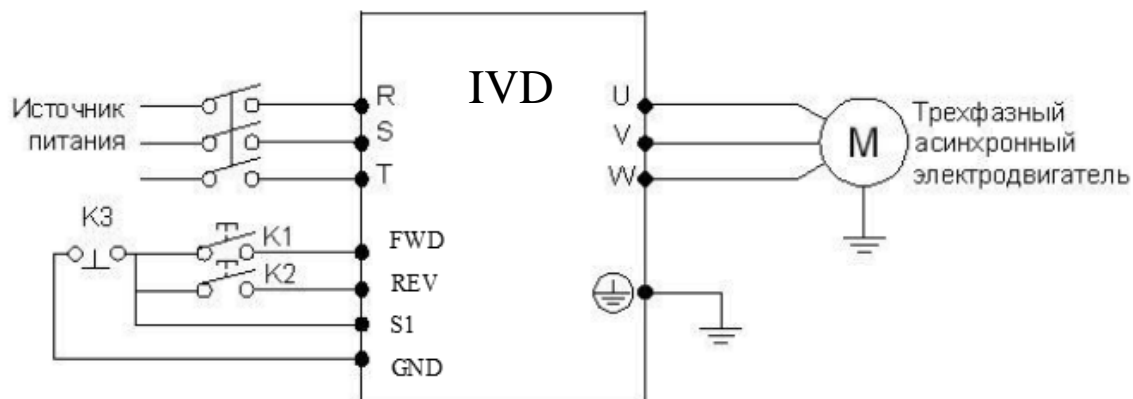 IVD
Источник
питания
R
S
T
U
V
W
M
Трехфазный
асинхронный
электродвигатель
K3
K1
K2
FWD
REV
S1
GND